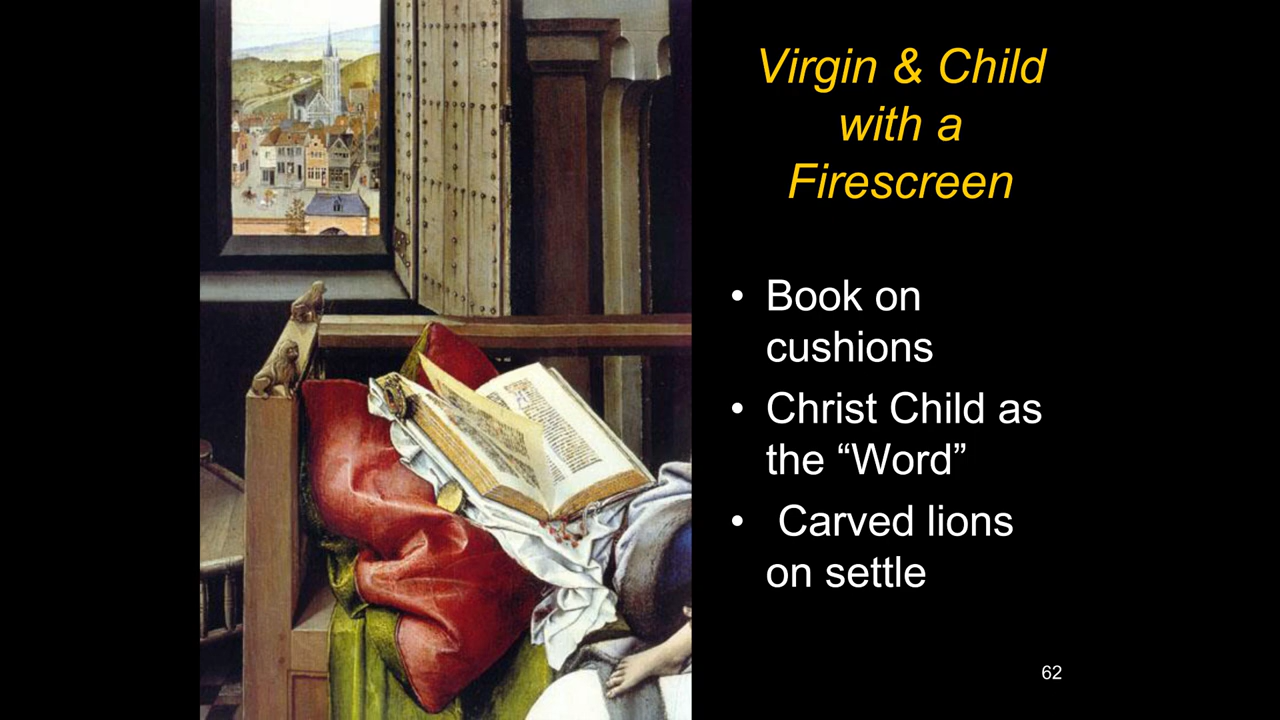 Virgin & Child
with a
Firescreen
• Book on
cushions
• Christ Child as
the “Word”
• Carved lions
on settle
62